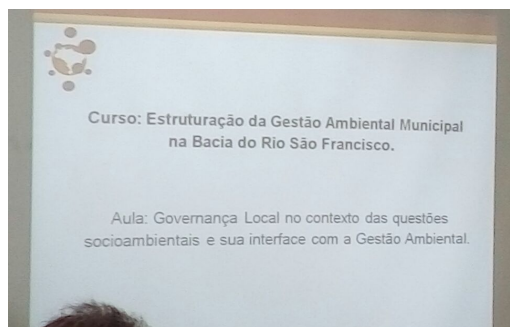 Curso: Estruturação da Gestão Ambiental Municipal
na Bacia do Rio São Francisco.
Aula: Governança Local no contexto das questões
socioambientais e sua interface com a Gestão Ambiental.